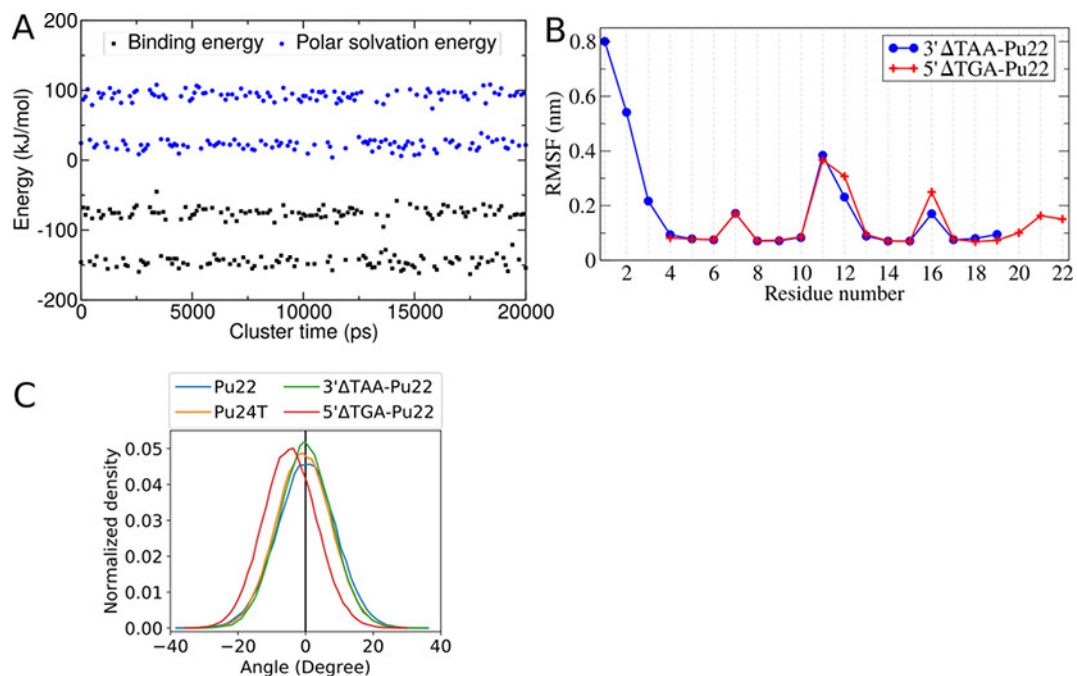 A
Binding energy
Polar solvation energy
200
100
0
-100
-200
Energy (kJ/mol)
0
5000
10000
15000
20000
Cluster time (ps)
B
3'ΔTAA-Pu22
5'ΔTGA-Pu22
0.8
0.6
0.4
0.2
0
RMSF (nm)
2
4
6
8
10
12
14
16
18
20
22
Residue number
C
Pu22
3'ΔTAA-Pu22
Pu24T
5'ΔTGA-Pu22
0.05
0.04
0.03
0.02
0.01
0.00
Normalized density
−40
−20
0
20
40
Angle (Degree)